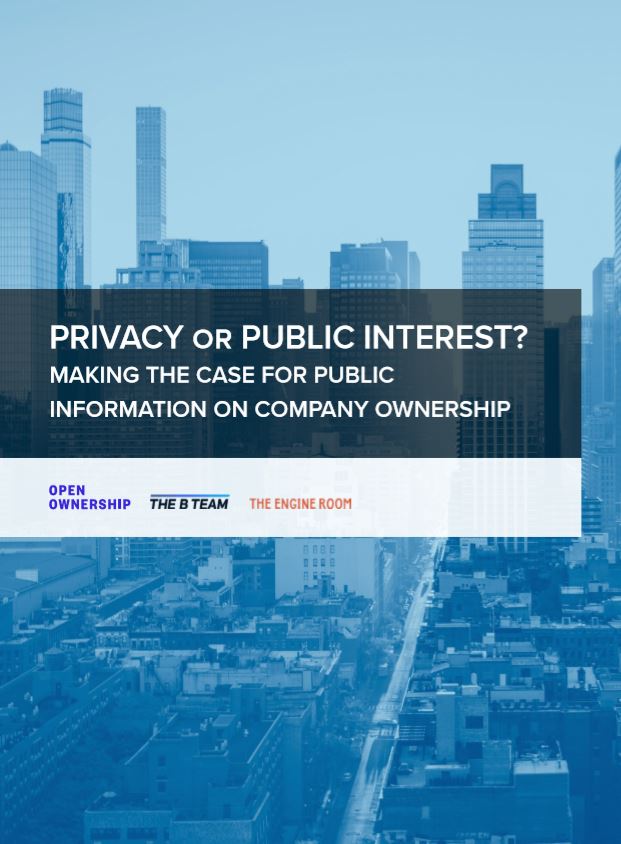 PRIVACY OR PUBLIC INTEREST?
MAKING THE CASE FOR PUBLIC
INFORMATION ON COMPANY OWNERSHIP
OPEN
OWNERSHIP
THE B TEAM
THE ENGINE ROOM